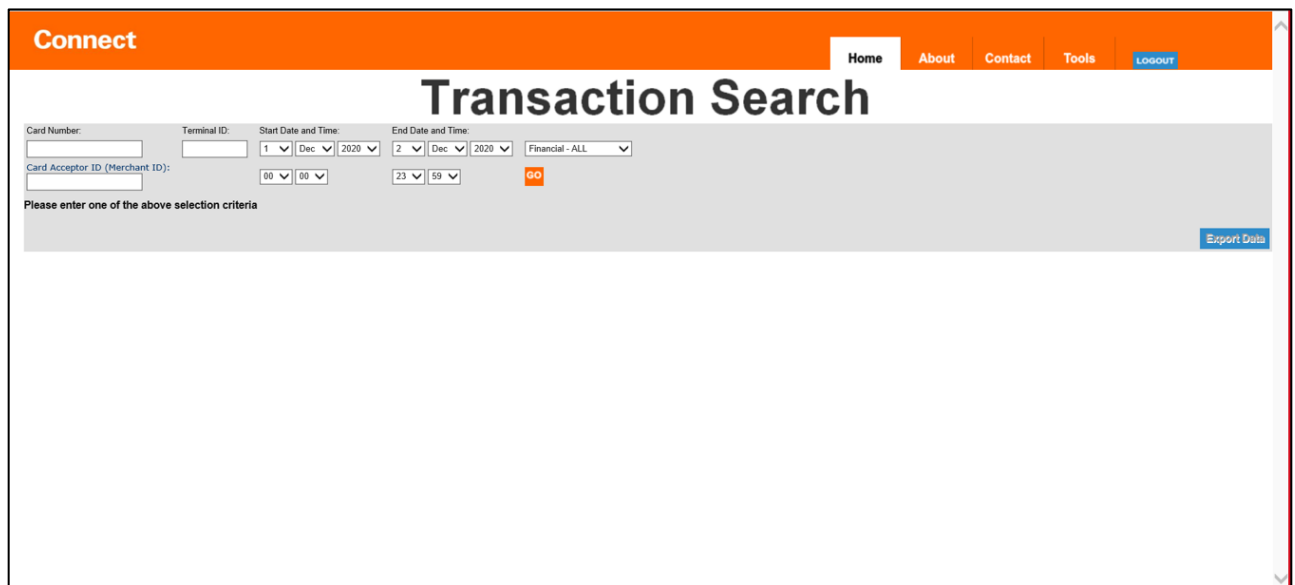 Connect
Home About Contact Tools LOGOUT
Transaction Search
Card Number: Terminal ID: Start Date and Time: End Date and Time:
1 Dec 2020 2 Dec 2020 Financial - ALL
Card Acceptor ID (Merchant ID):
00 00 23 59 GO
Please enter one of the above selection criteria
Export Data